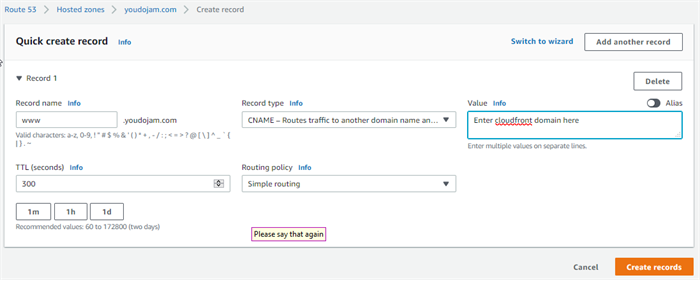 Route 53 > Hosted zones > youdojam.com > Create record
Quick create record Info
Switch to wizard
Add another record
▼ Record 1
Delete
Record name Info
www
.youdojam.com
Valid characters: a-z, 0-9, ! " # $ % & ' ( ) * + , - / : ; < = > ? @ [ \ ] ^ _ ` {
| } . ~
Record type Info
CNAME – Routes traffic to another domain name an...
Value Info
Alias
Enter cloudfront domain here
Enter multiple values on separate lines.
TTL (seconds) Info
300
1m
1h
1d
Recommended values: 60 to 172800 (two days)
Routing policy Info
Simple routing
Please say that again
Cancel
Create records